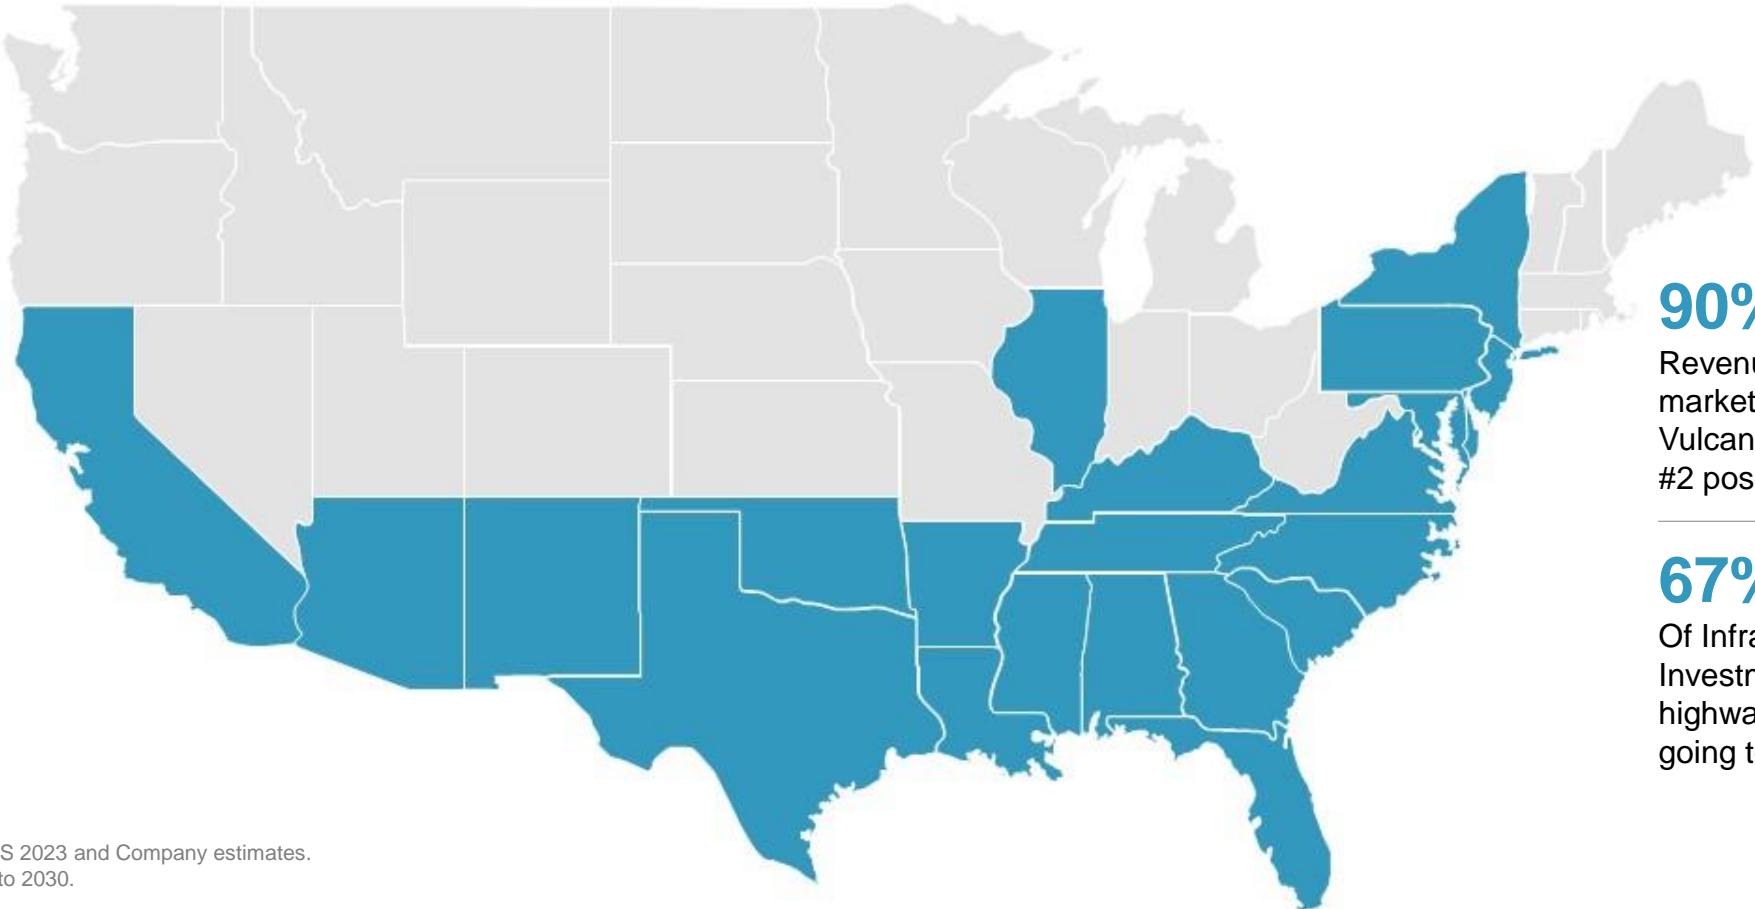 90%
Revenu
market
Vulcan
#2 pos
67%
Of Infra
Investm
highwa
going t
S 2023 and Company estimates.
to 2030.